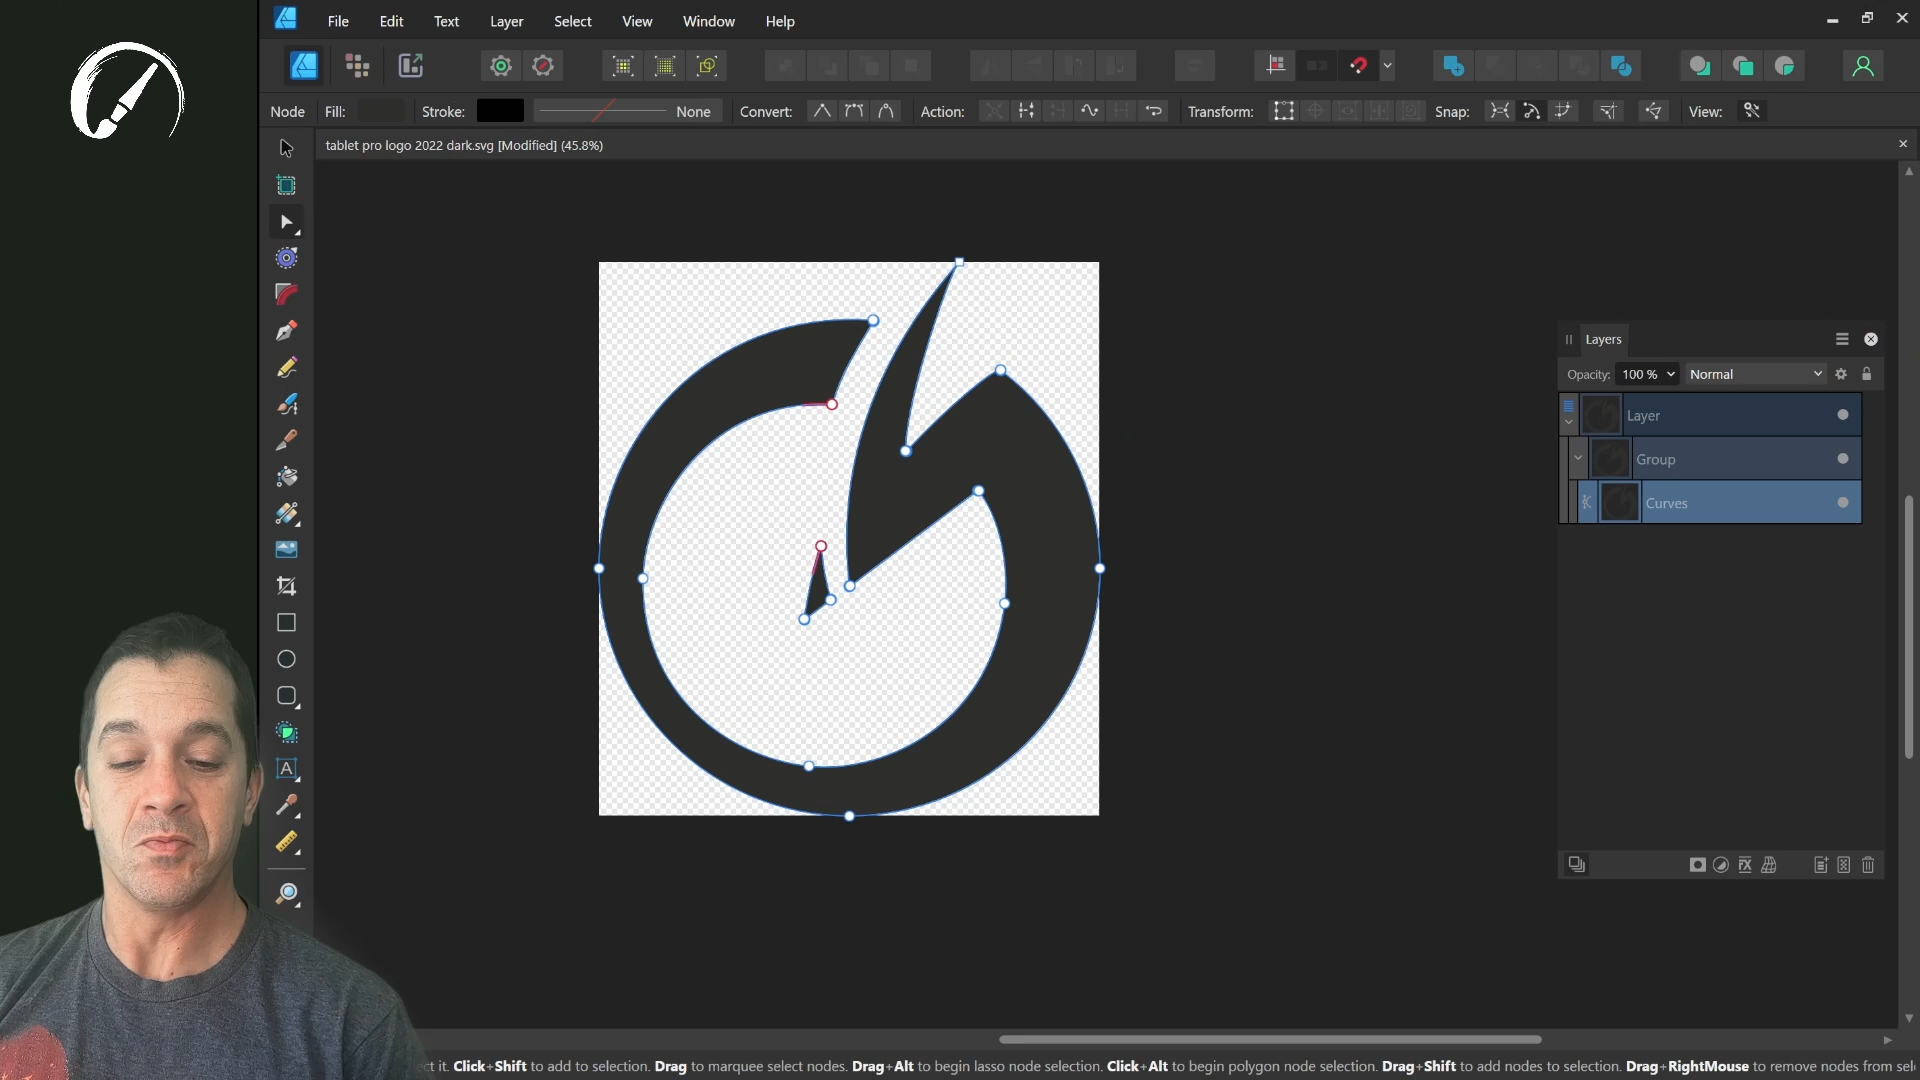 File Edit Text Layer Select View Window Help
Node Fill: Stroke: None Convert: Action: Transform: Snap: View:
tablet pro logo 2022 dark.svg [Modified] (45.8%)
Layers
Opacity: 100 % Normal
Layer
Group
Curves
A
ct it. Click+Shift to add to selection. Drag to marquee select nodes. Drag+Alt to begin lasso node selection. Click+Alt to begin polygon node selection. Drag+Shift to add nodes to selection. Drag+RightMouse to remove nodes from sel